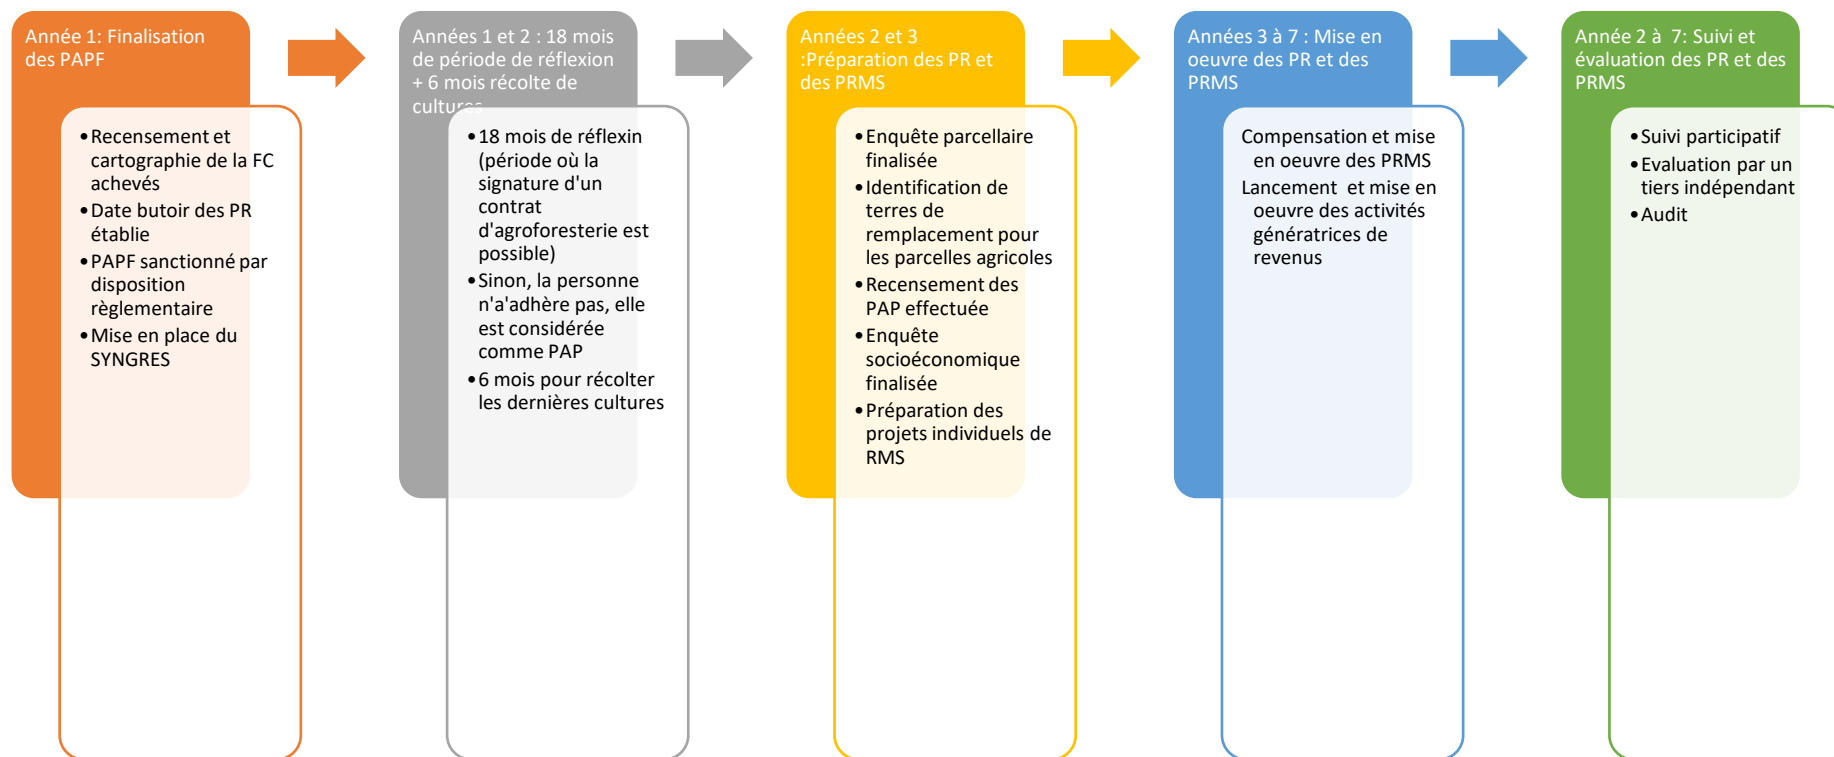 Année 1: Finalisation
des PAPF
•Recensement et
cartographie de la FC
achevés
•Date butoir des PR
établie
•PAPF sanctionné par
disposition
règlementaire
•Mise en place du
SYNGRES
Années 1 et 2 : 18 mois
de période de réflexion
+ 6 mois récolte de
cultures
•18 mois de réflexin
(période où la
signature d'un
contrat
d'agroforesterie est
possible)
•Sinon, la personne
n'a'adhère pas, elle
est considérée
comme PAP
•6 mois pour récolter
les dernières cultures
Années 2 et 3
:Préparation des PR et
des PRMS
•Enquête parcellaire
finalisée
•Identification de
terres de
remplacement pour
les parcelles agricoles
•Recensement des
PAP effectuée
•Enquête
socioéconomique
finalisée
•Préparation des
projets individuels de
RMS
Années 3 à 7 : Mise en
oeuvre des PR et des
PRMS
Compensation et mise
en oeuvre des PRMS
Lancement et mise en
oeuvre des activités
génératrices de
revenus
Année 2 à 7: Suivi et
évaluation des PR et des
PRMS
•Suivi participatif
•Evaluation par un
tiers indépendant
•Audit